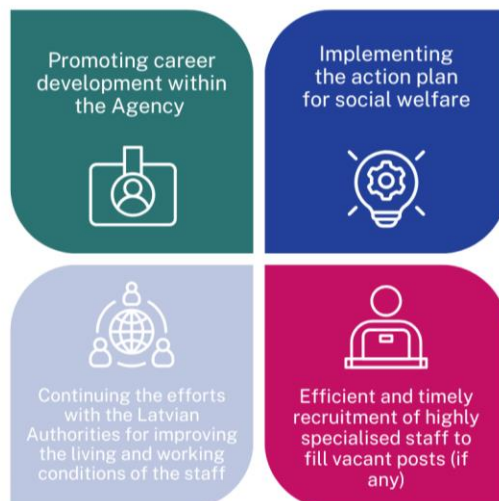 Promoting career
development within
the Agency
Implementing
the action plan
for social welfare
Continuing the efforts
with the Latvian
Authorities for improving
the living and working
conditions of the staff
Efficient and timely
recruitment of highly
specialised staff to
fill vacant posts (if
any)